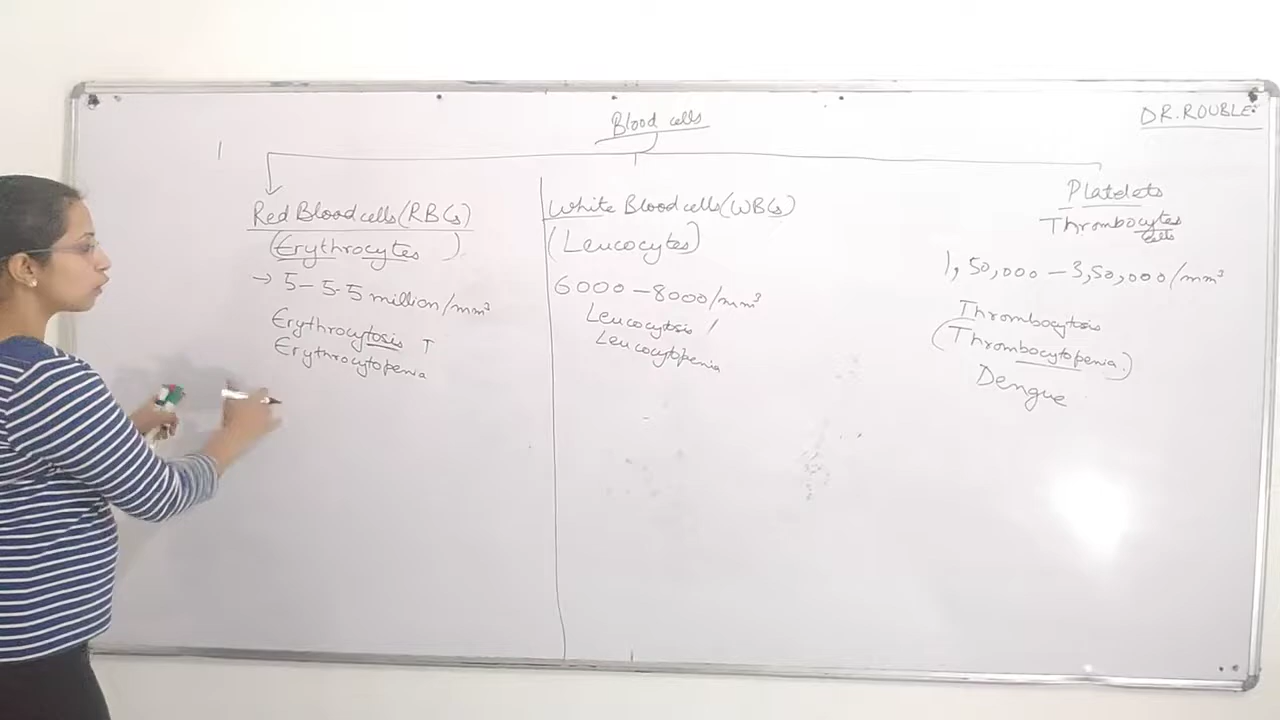 Blood cells
DR. ROUBLE
Red Blood cells (RBCs)
(Erythrocytes)
→ 5 – 5.5 million/mm³
Erythrocytosis ↑
Erythrocytopenia
White Blood cells (WBCs)
(Leucocytes)
6000 – 8000/mm³
Leucocytosis /
Leucocytopenia
Platelets
Thrombocytes
cells
1,50,000 – 3,50,000/mm³
Thrombocytosis
(Thrombocytopenia.)
Dengue